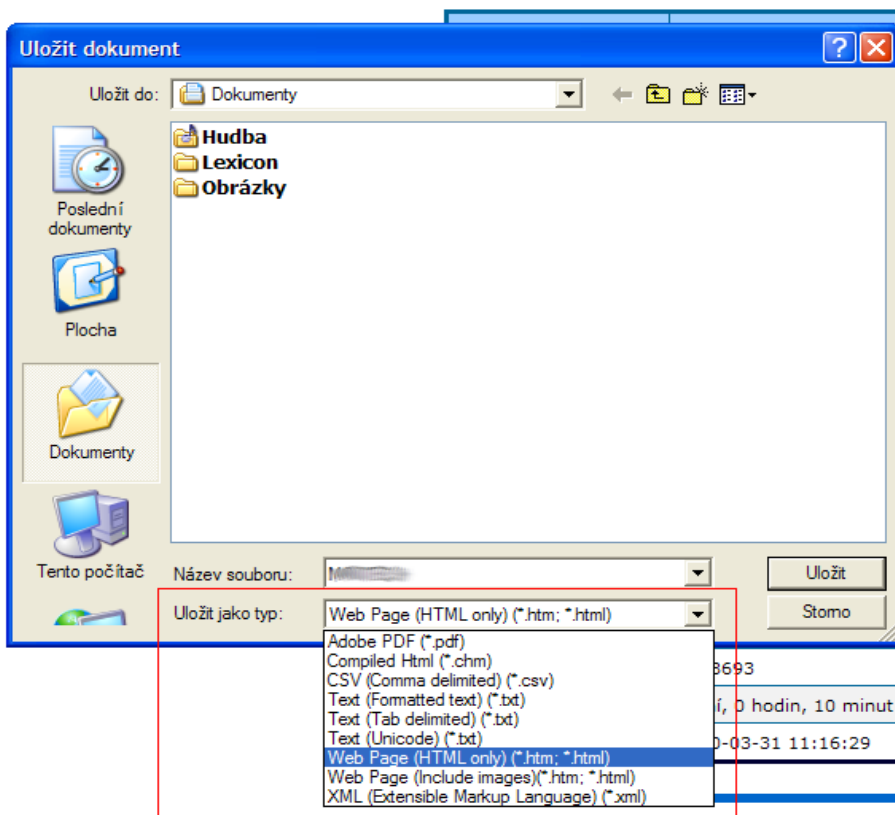 Uložit dokument
Uložit do: Dokumenty
Hudba
Lexicon
Obrázky
Poslední
dokumenty
Plocha
Dokumenty
Tento počítač
Název souboru:
Uložit
Uložit jako typ: Web Page (HTML only) (*.htm; *.html)
Storno
Adobe PDF (*.pdf)
Compiled Html (*.chm)
CSV (Comma delimited) (*.csv)
Text (Formatted text) (*.txt)
Text (Tab delimited) (*.txt)
Text (Unicode) (*.txt)
Web Page (HTML only) (*.htm; *.html)
Web Page (Include images)(*.htm; *.html)
XML (Extensible Markup Language) (*.xml)
3693
í, 0 hodin, 10 minut
0-03-31 11:16:29